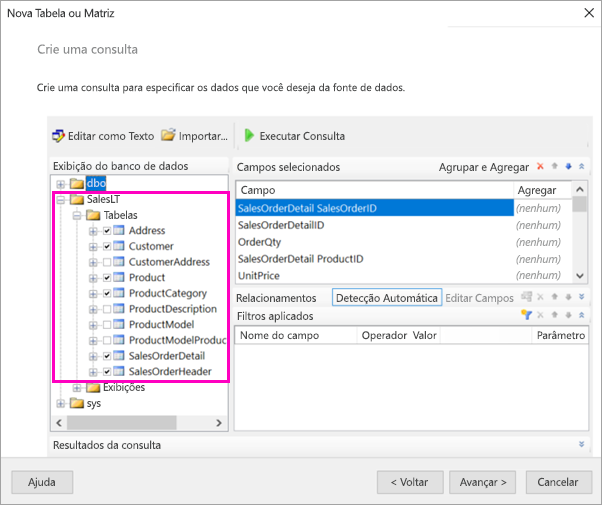 Nova Tabela ou Matriz
Crie uma consulta
Crie uma consulta para especificar os dados que você deseja da fonte de dados.
Editar como Texto Importar... Executar Consulta
Exibição do banco de dados
dbo
SalesLT
Tabelas
Address
Customer
CustomerAddress
Product
ProductCategory
ProductDescription
ProductModel
ProductModelProduc
SalesOrderDetail
SalesOrderHeader
Exibições
sys
Campos selecionados Agrupar e Agregar
Campo Agregar
SalesOrderDetail SalesOrderID (nenhum)
SalesOrderDetailID (nenhum)
OrderQty (nenhum)
SalesOrderDetail ProductID (nenhum)
UnitPrice (nenhum)
Relacionamentos Detecção Automática Editar Campos
Filtros aplicados
Nome do campo Operador Valor Parâmetro
Resultados da consulta
Ajuda < Voltar Avançar > Cancelar